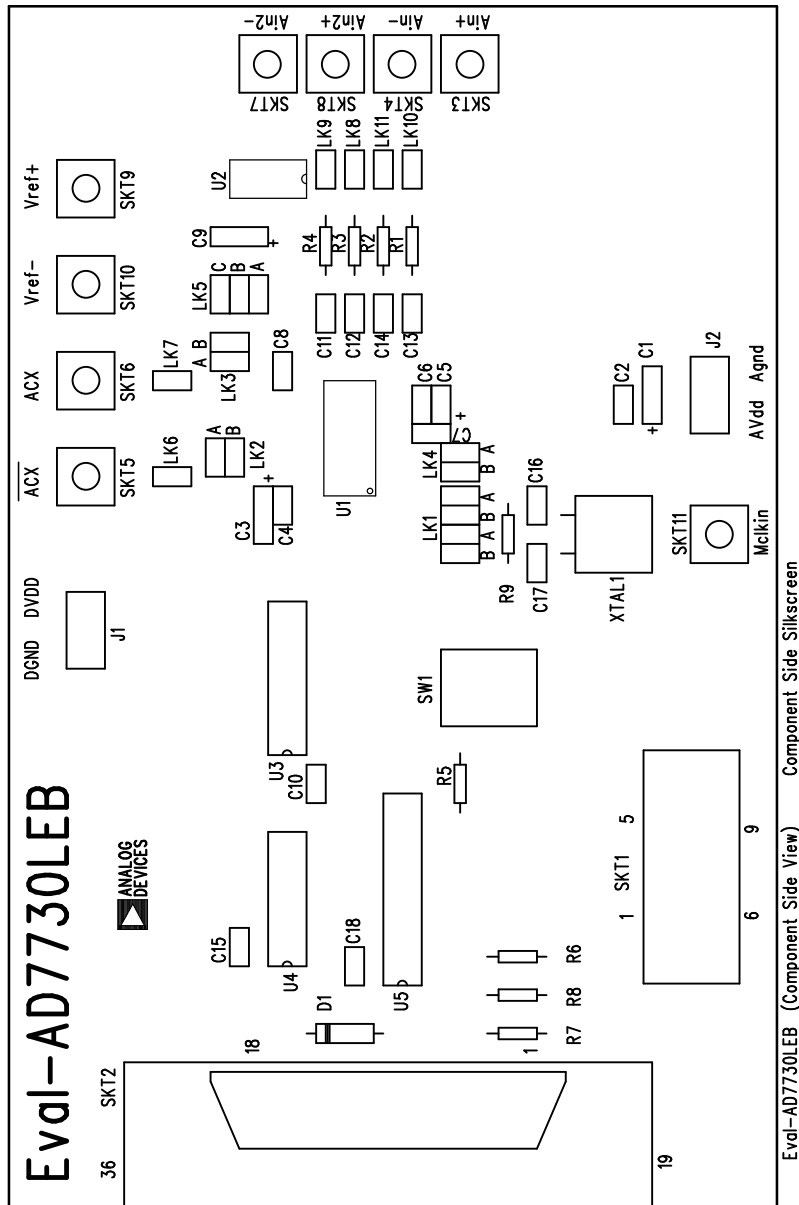 Ain2-
Ain2+
Ain-
Ain+
SKT7
SKT8
SKT4
SKT3
LK9
LK8
LK11
LK10
U2
Vref+
SKT9
C9
+
R4
R3
R2
R1
Vref-
SKT10
LK5
C
B
A
C11
C12
C14
C13
ACX
SKT6
LK7
A B
LK3
C8
C6
C5
+
C7
C2
C1
+
J2
AVdd Agnd
ACX
SKT5
LK6
A
B
LK2
+
C3
C4
U1
LK4
B A
LK1
B A B A
R9
C16
C17
XTAL1
SKT11
Mclkin
DGND DVDD
J1
U3
C10
SW1
R5
Eval-AD7730LEB
ANALOG
DEVICES
C15
U4
C18
U5
D1
R6
R8
R7
1 SKT1 5
6 9
SKT2
36
18
1
19
Eval-AD7730LEB (Component Side View) Component Side Silkscreen